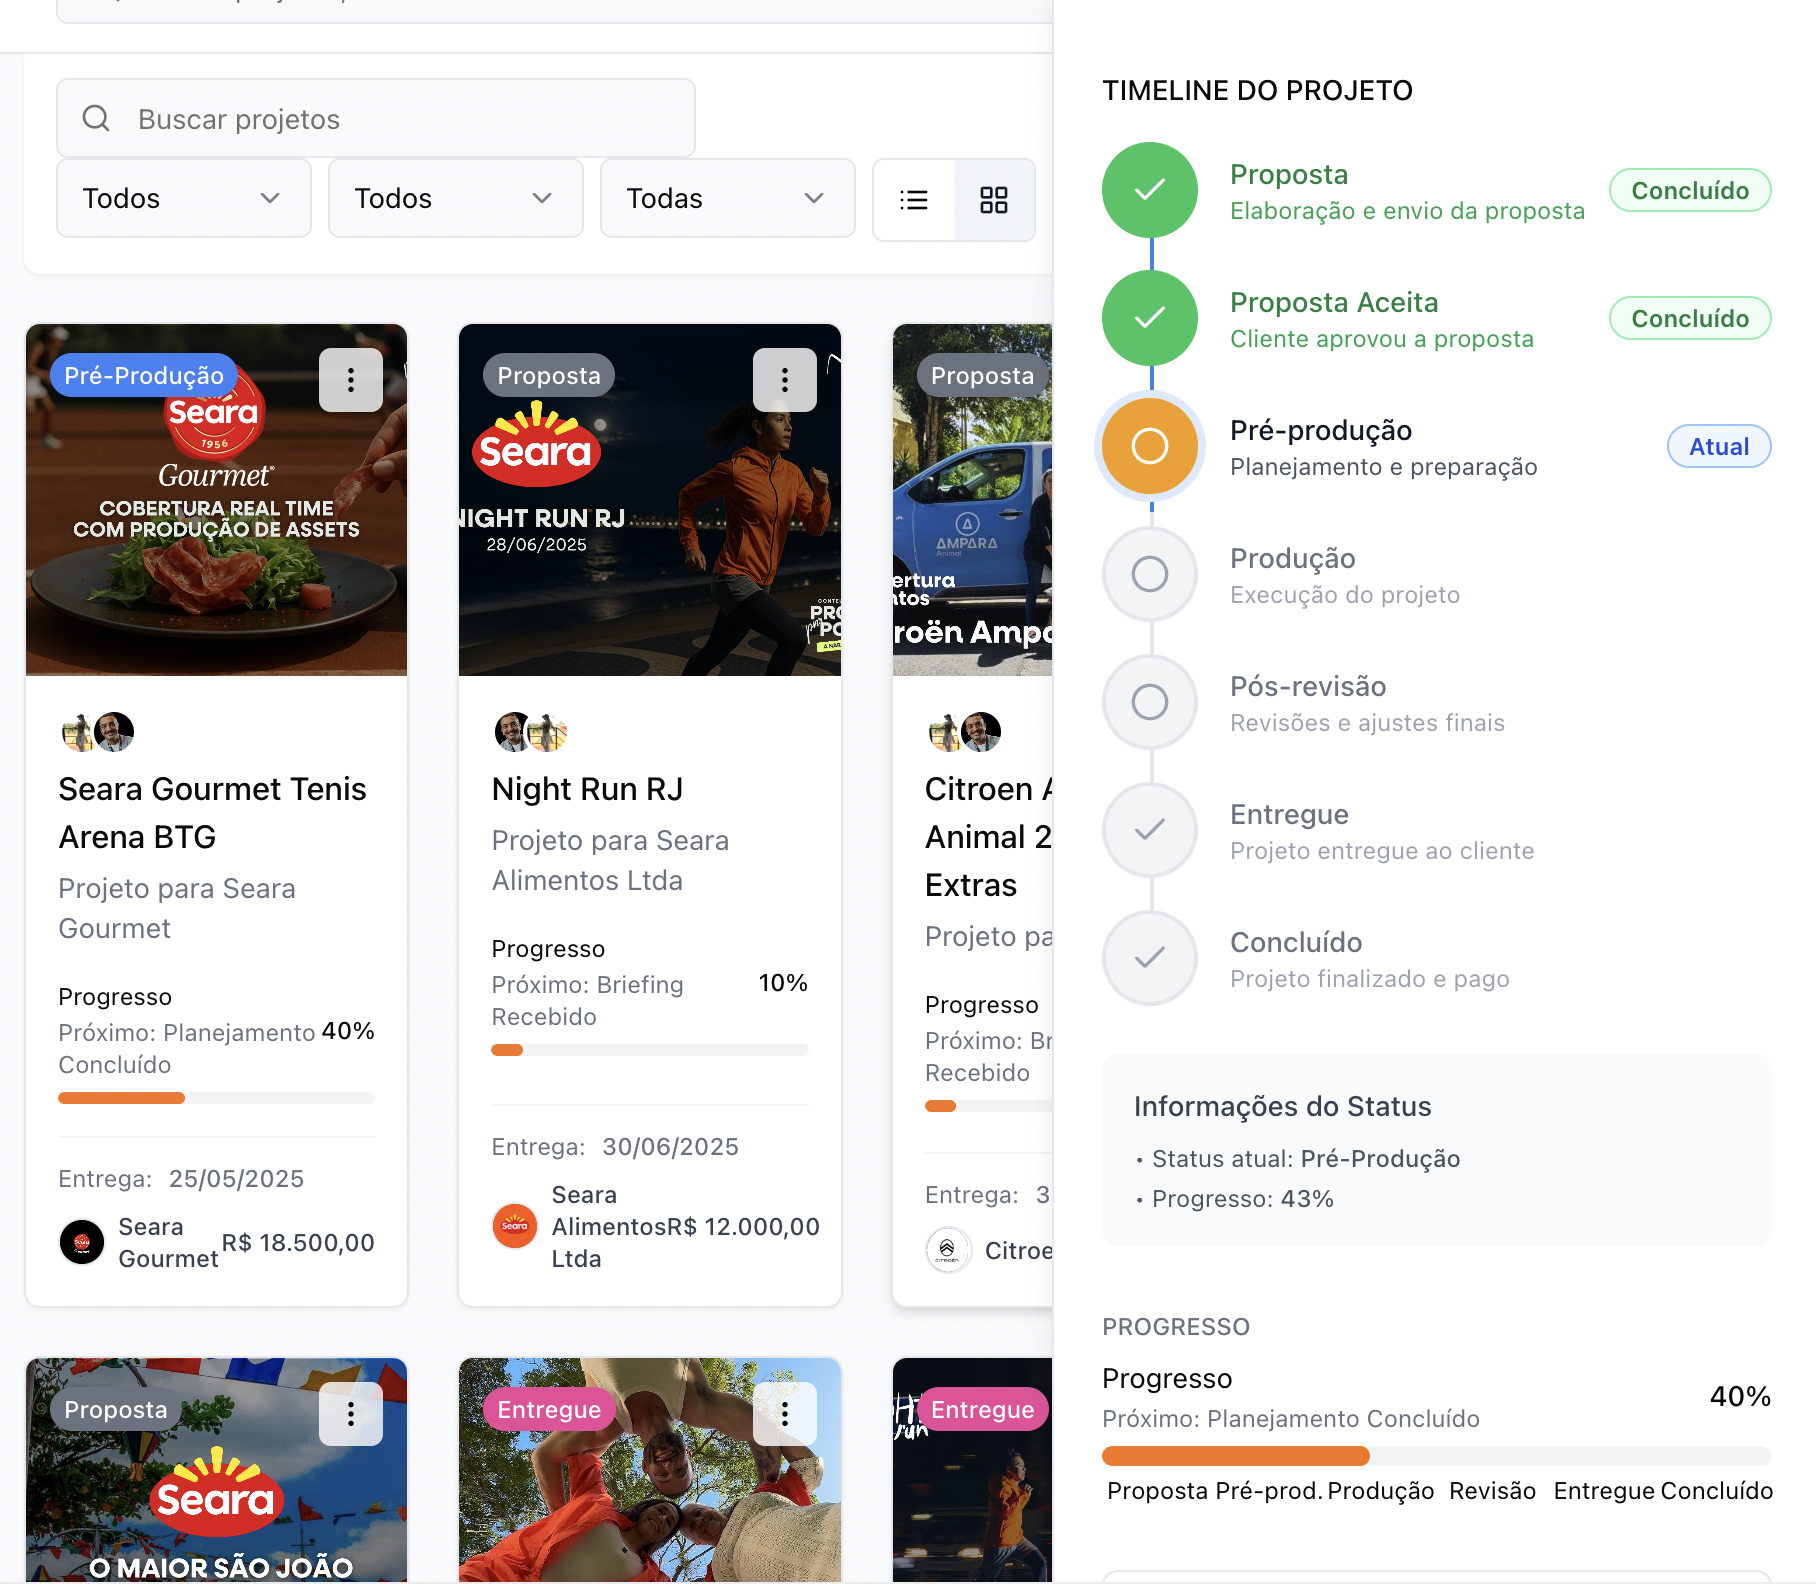 Buscar projetos
Todos
Todos
Todas
Pré-Produção
Seara
1956
Gourmet
COBERTURA REAL TIME
COM PRODUÇÃO DE ASSETS
Seara Gourmet Tenis
Arena BTG
Projeto para Seara
Gourmet
Progresso
Próximo: Planejamento
Concluído
40%
Entrega: 25/05/2025
Seara
Gourmet
R$ 18.500,00
Proposta
Seara
NIGHT RUN RJ
28/06/2025
Night Run RJ
Projeto para Seara
Alimentos Ltda
Progresso
Próximo: Briefing
Recebido
10%
Entrega: 30/06/2025
Seara
Seara
Alimentos
Ltda
R$ 12.000,00
Proposta
AMPARA
Animal
ertura
ntos
roën Ampa
Citroen A
Animal 2
Extras
Projeto pa
Progresso
Próximo: Br
Recebido
Entrega: 3
CITROËN
Citroe
Proposta
Seara
O MAIOR SÃO JOÃO
Entregue
Entregue
TIMELINE DO PROJETO
Proposta
Elaboração e envio da proposta
Concluído
Proposta Aceita
Cliente aprovou a proposta
Concluído
Pré-produção
Planejamento e preparação
Atual
Produção
Execução do projeto
Pós-revisão
Revisões e ajustes finais
Entregue
Projeto entregue ao cliente
Concluído
Projeto finalizado e pago
Informações do Status
• Status atual: Pré-Produção
• Progresso: 43%
PROGRESSO
Progresso
Próximo: Planejamento Concluído
40%
Proposta Pré-prod. Produção Revisão Entregue Concluído